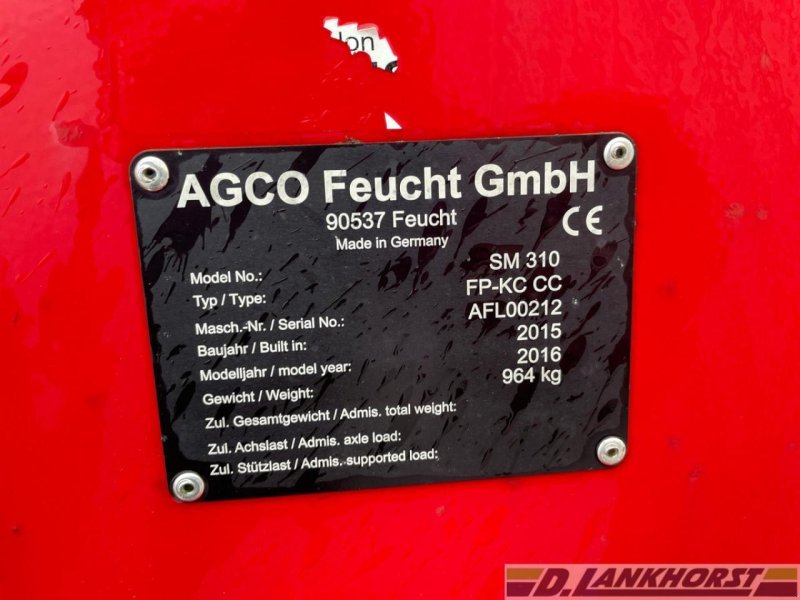 lon
AGCO Feucht GmbH
90537 Feucht
Made in Germany
CE
Model No.: SM 310
Typ / Type: FP-KC CC
Masch.-Nr. / Serial No.: AFL00212
Baujahr / Built in: 2015
Modelljahr / model year: 2016
Gewicht / Weight: 964 kg
Zul. Gesamtgewicht / Admis. total weight:
Zul. Achslast / Admis. axle load:
Zul. Stützlast / Admis. supported load:
D. LANKHORST